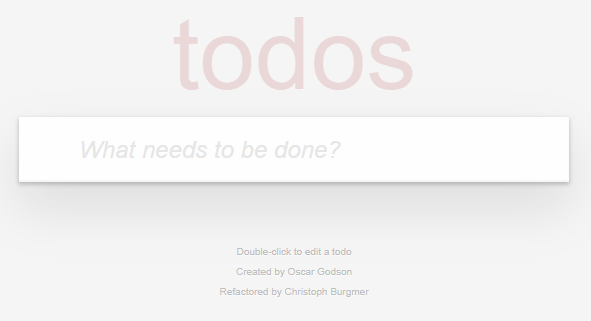 todos
What needs to be done?
Double-click to edit a todo
Created by Oscar Godson
Refactored by Christoph Burgmer